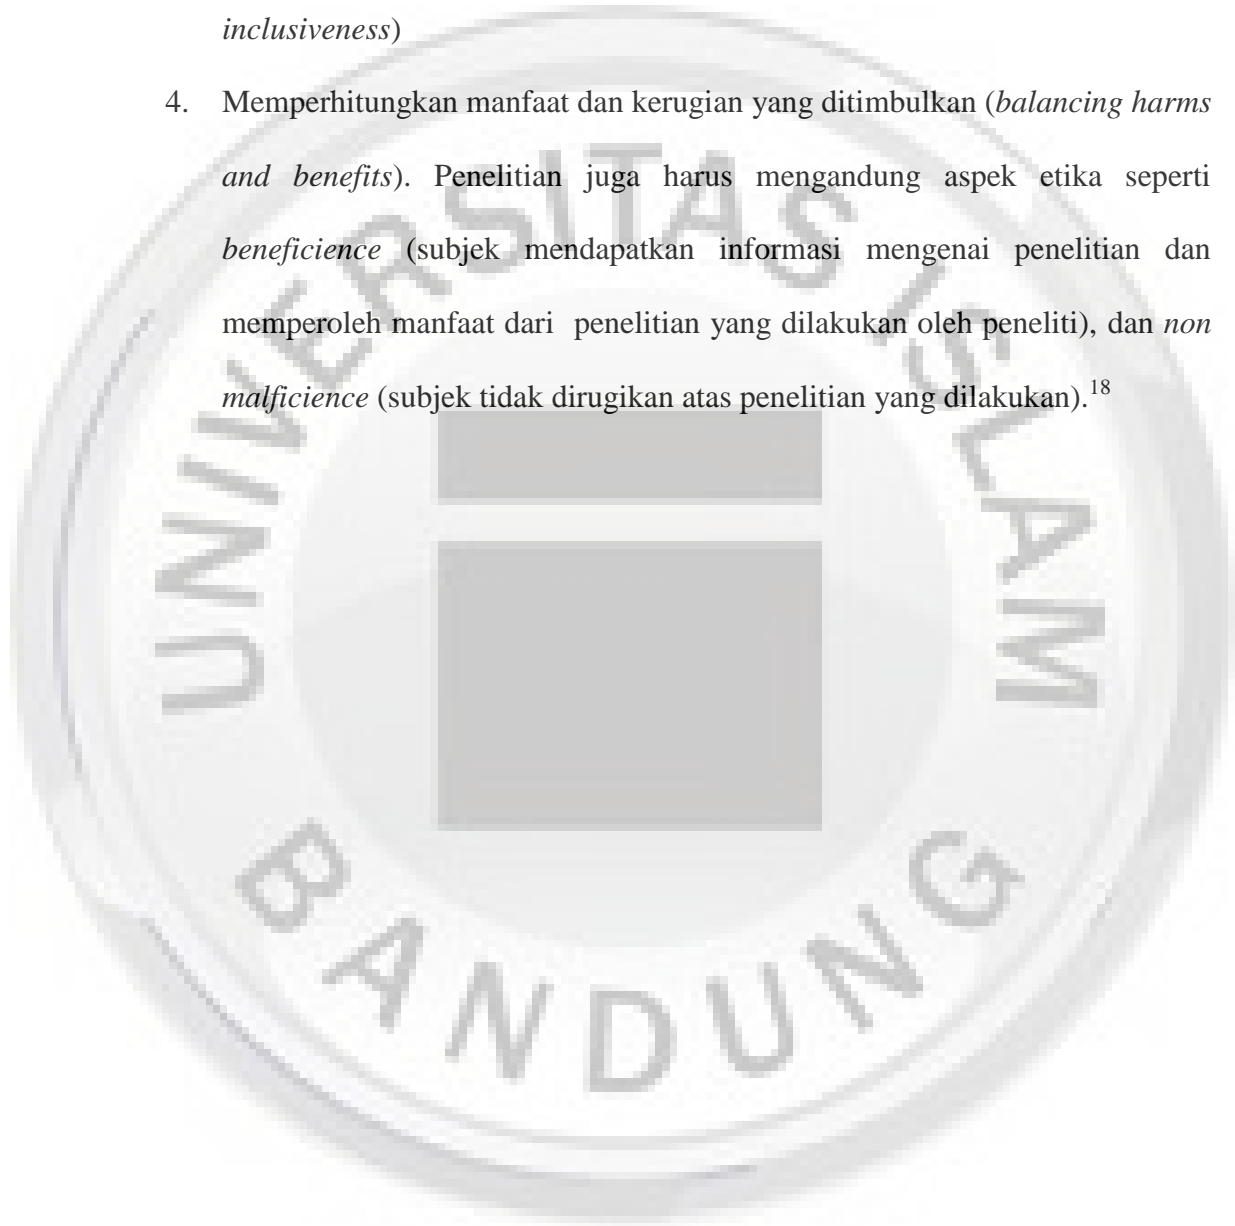 inclusiveness)
4. Memperhitungkan manfaat dan kerugian yang ditimbulkan (balancing harms
and benefits). Penelitian juga harus mengandung aspek etika seperti
beneficience (subjek mendapatkan informasi mengenai penelitian dan
memperoleh manfaat dari penelitian yang dilakukan oleh peneliti), dan non
malficience (subjek tidak dirugikan atas penelitian yang dilakukan).18
UNIVERSITAS ISLAM
BANDUNG